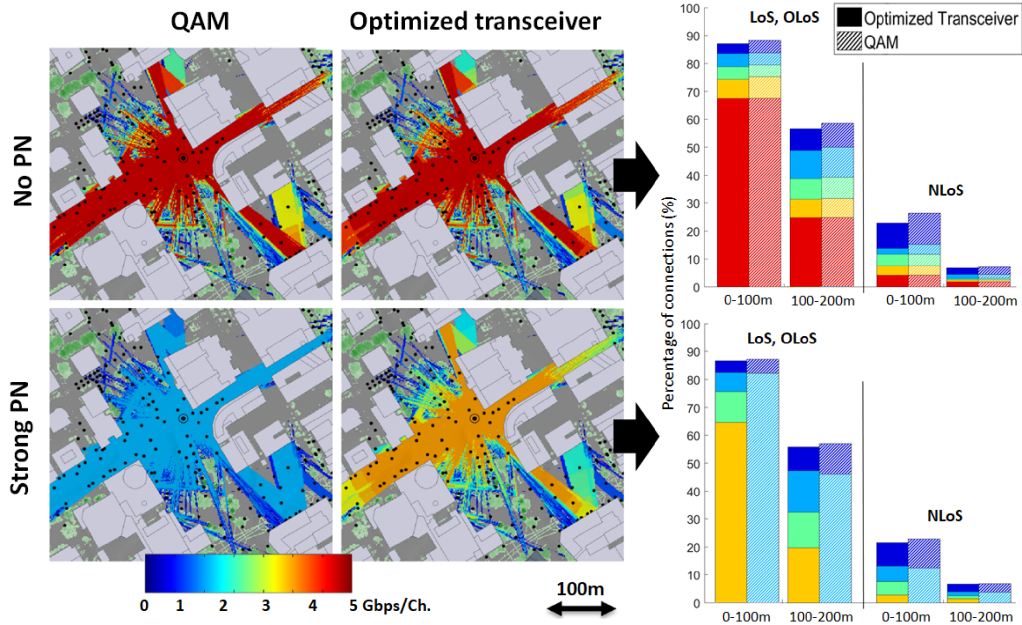 QAM
Optimized transceiver
No PN
Strong PN
0 1 2 3 4 5 Gbps/Ch.
100m
Percentage of connections (%)
100
90
80
70
60
50
40
30
20
10
0
LoS, OLoS
Optimized Transceiver
QAM
NLoS
0-100m
100-200m
0-100m
100-200m
100
90
80
70
60
50
40
30
20
10
0
LoS, OLoS
NLoS
0-100m
100-200m
0-100m
100-200m